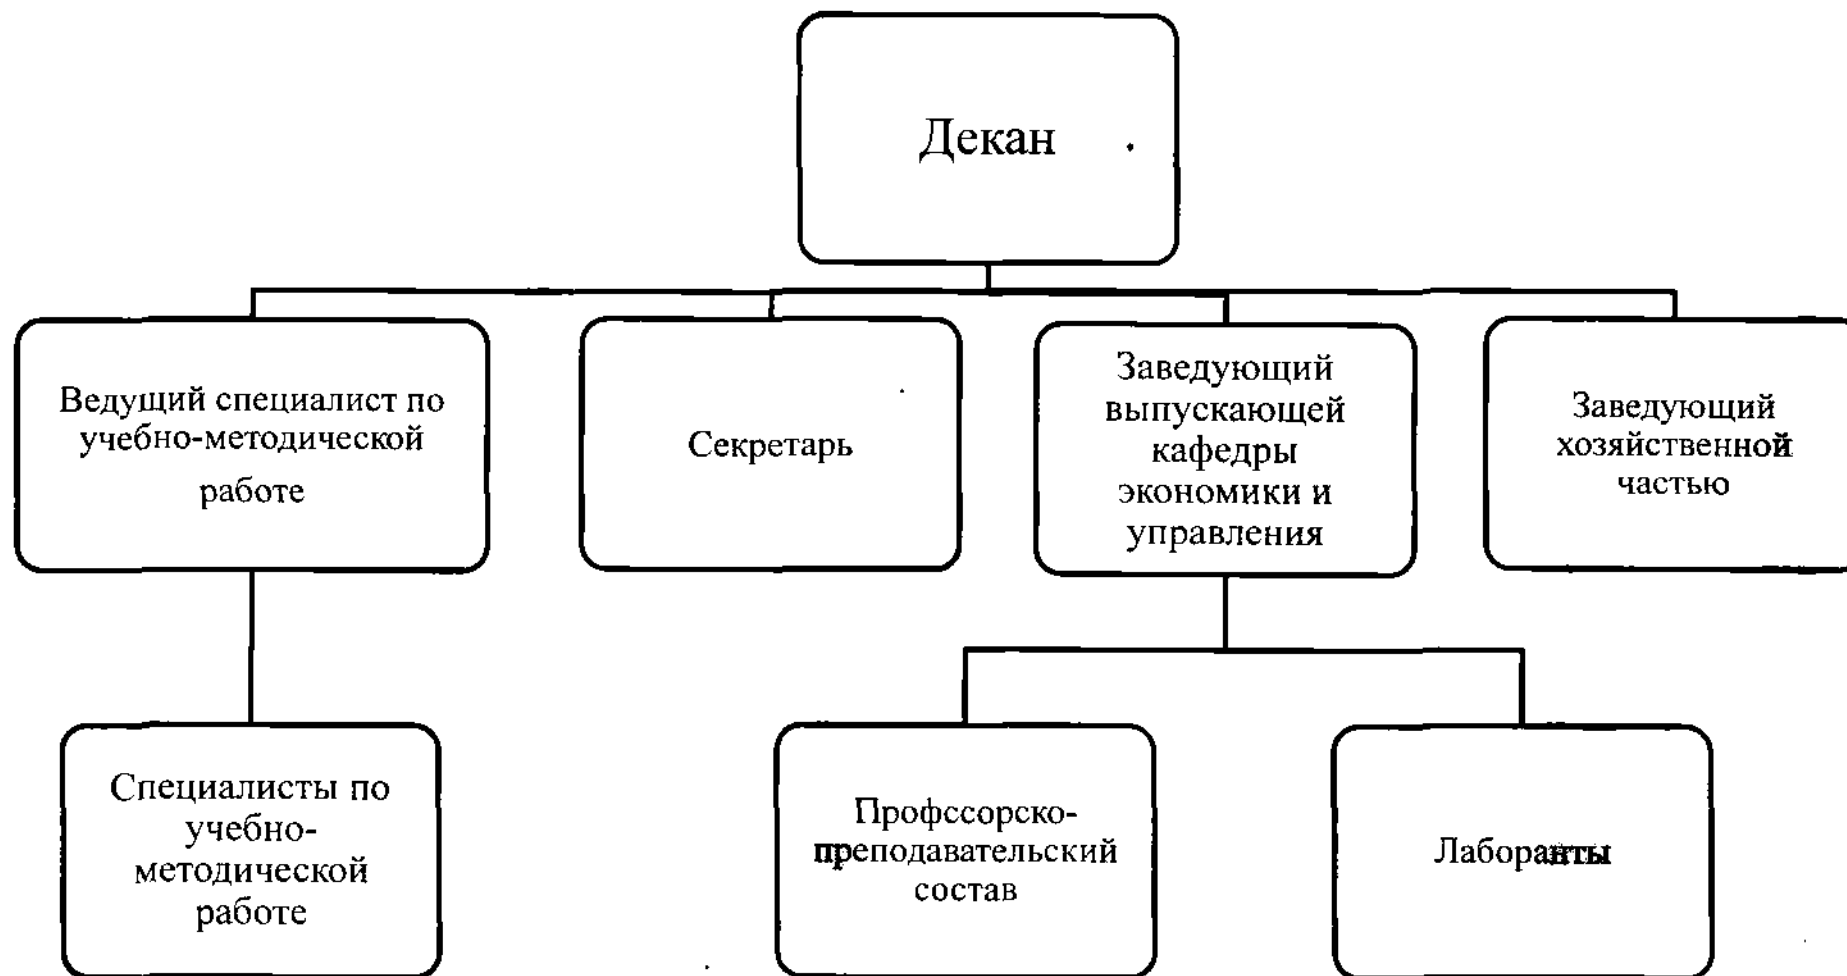 Декан
Ведущий специалист по
учебно-методической
работе
Секретарь
Заведующий
выпускающей
кафедры
экономики и
управления
Заведующий
хозяйственной
частью
Специалисты по
учебно-
методической
работе
Профссорско-
преподавательский
состав
Лаборанты